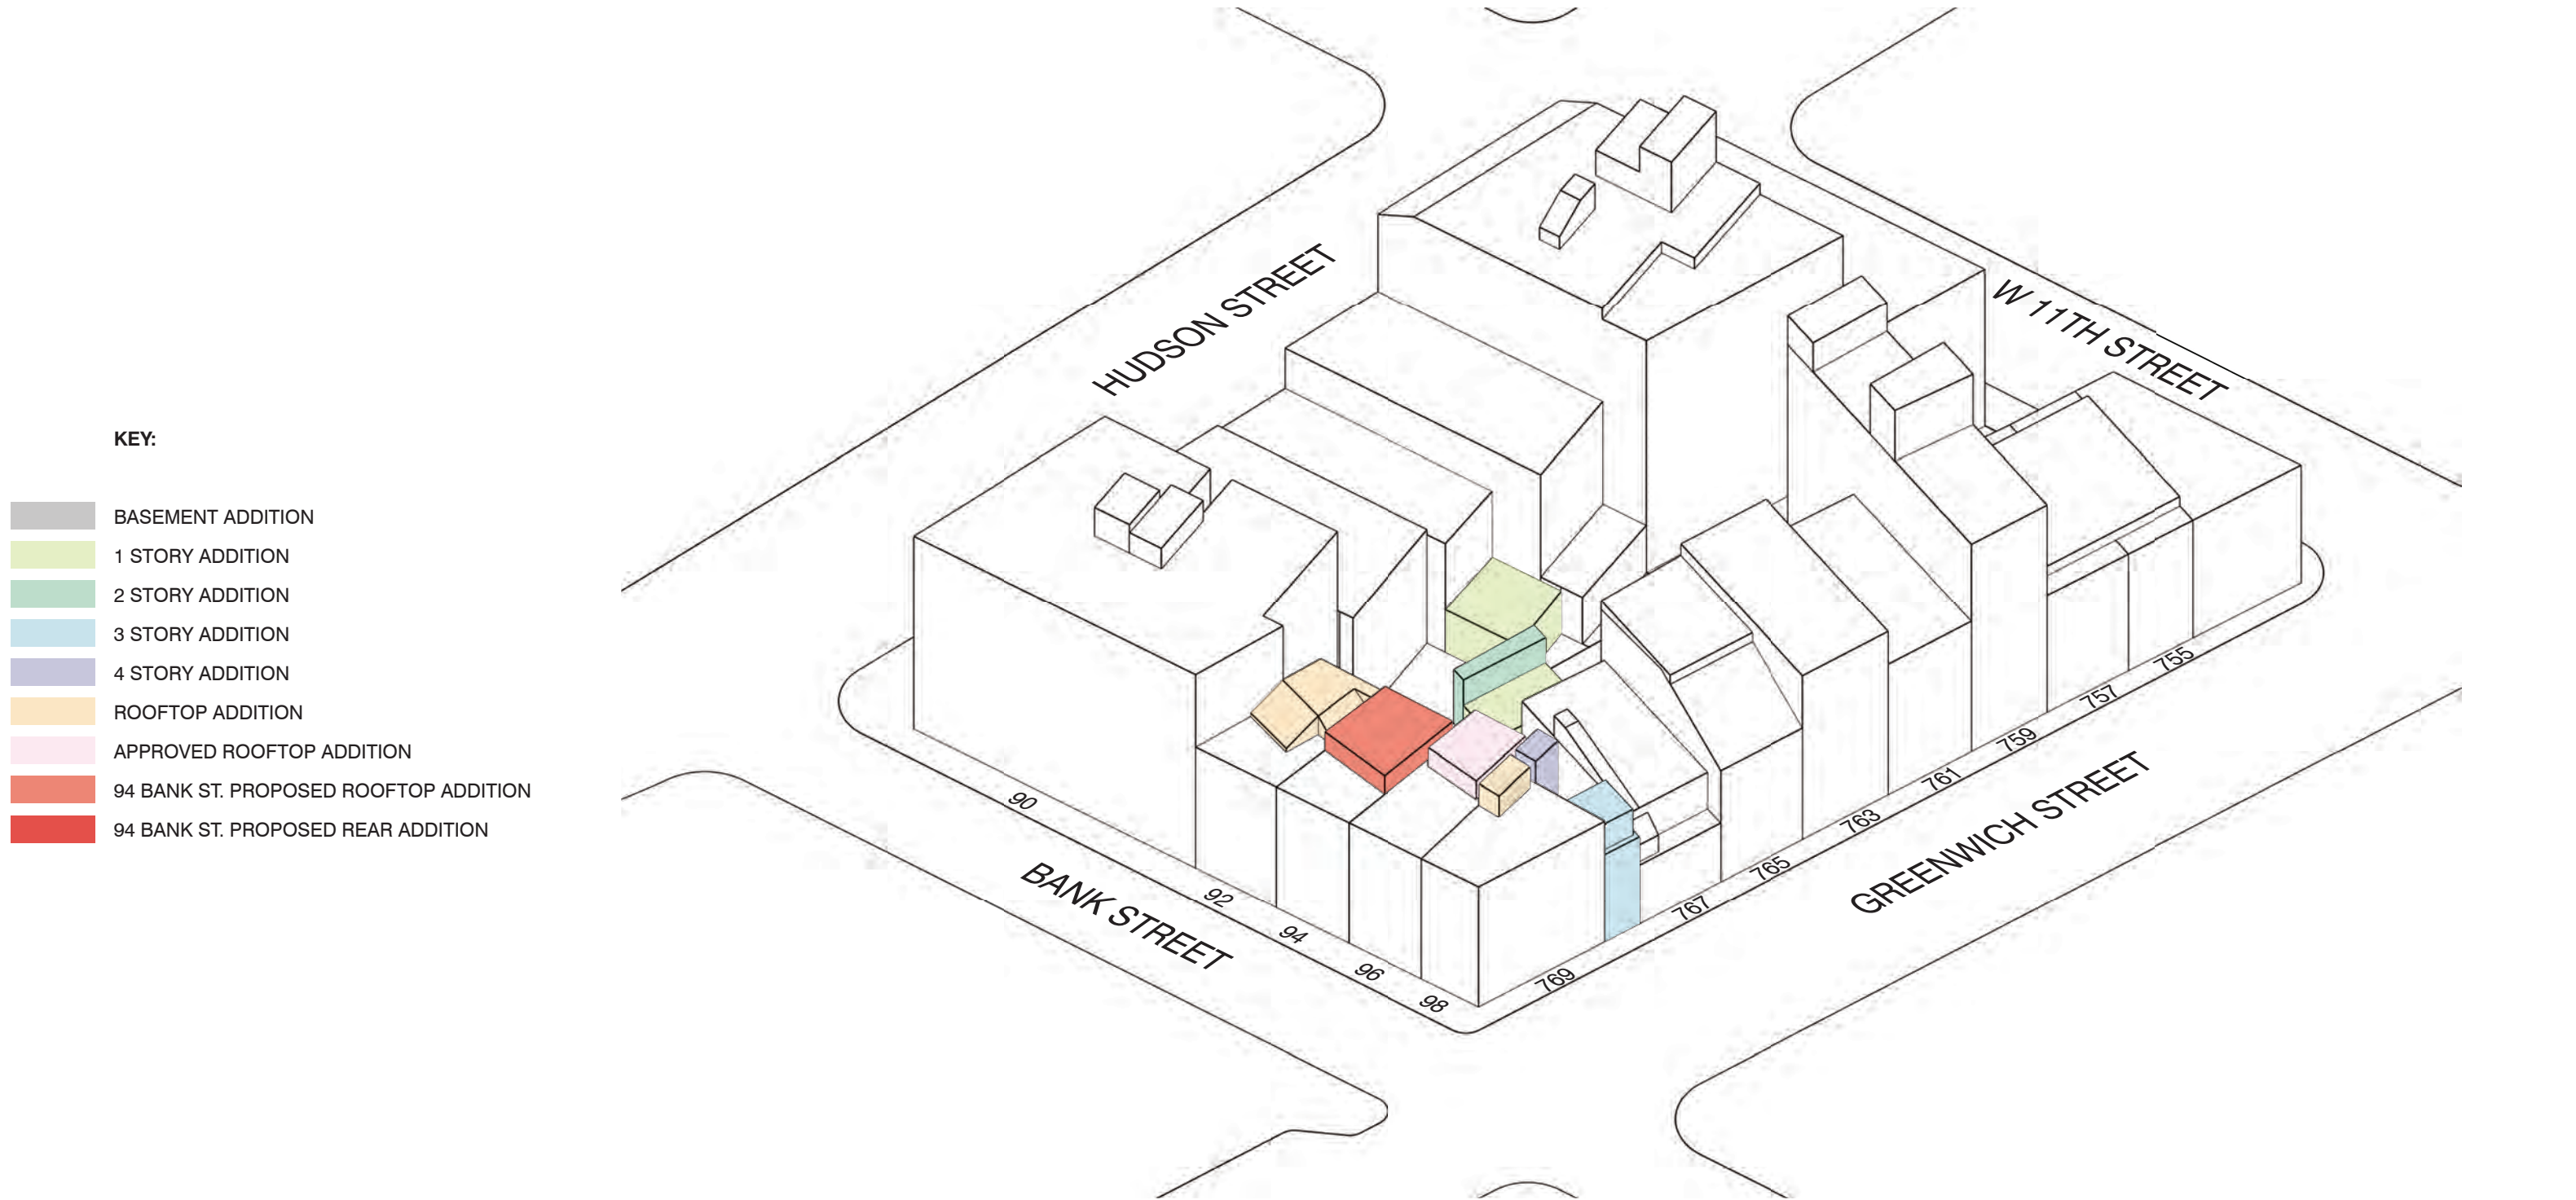 KEY:
BASEMENT ADDITION
1 STORY ADDITION
2 STORY ADDITION
3 STORY ADDITION
4 STORY ADDITION
ROOFTOP ADDITION
APPROVED ROOFTOP ADDITION
94 BANK ST. PROPOSED ROOFTOP ADDITION
94 BANK ST. PROPOSED REAR ADDITION
HUDSON STREET
W 11TH STREET
BANK STREET
GREENWICH STREET
90
92
94
96
98
769
767
765
763
761
759
757
755